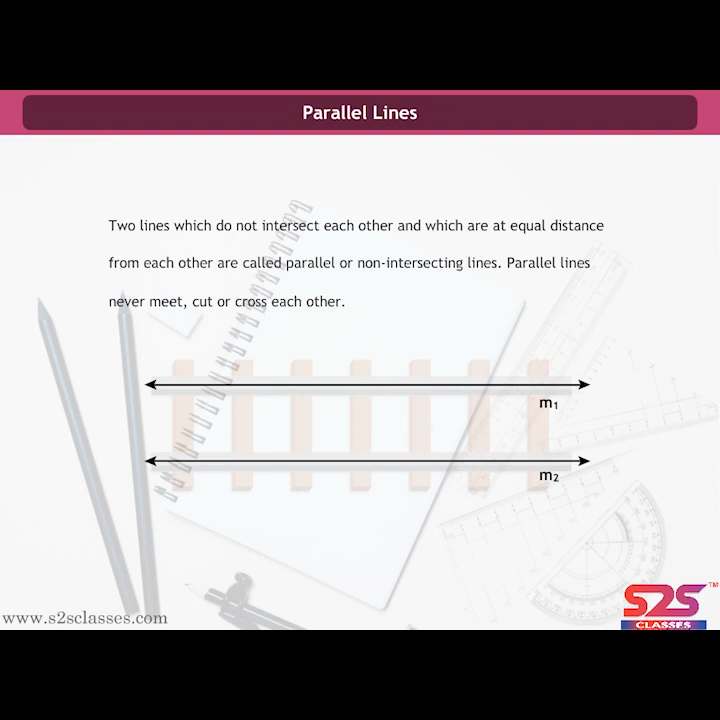 Parallel Lines
Two lines which do not intersect each other and which are at equal distance
from each other are called parallel or non-intersecting lines. Parallel lines
never meet, cut or cross each other.
m₁
m₂
www.s2sclasses.com
S2S™
CLASSES